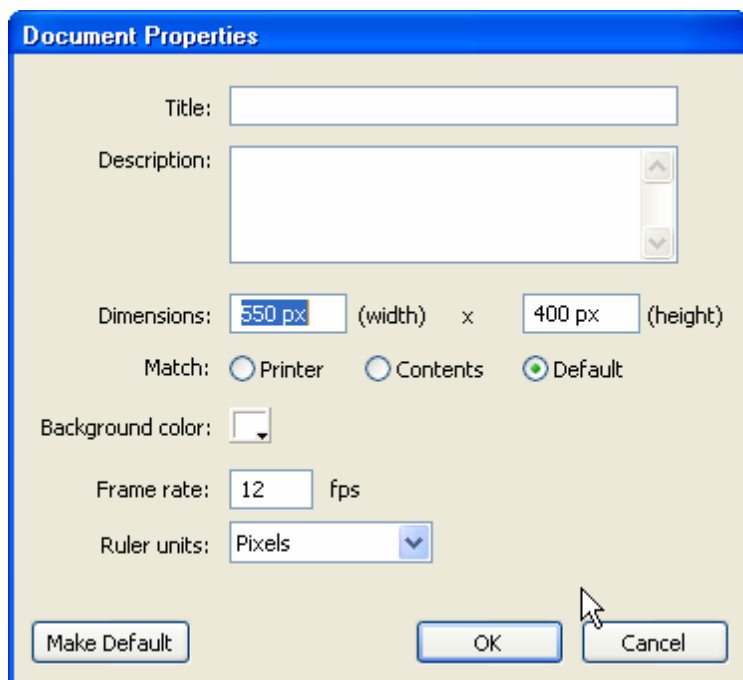 Document Properties
Title:
Description:
Dimensions: 550 px (width) x 400 px (height)
Match: Printer Contents Default
Background color:
Frame rate: 12 fps
Ruler units: Pixels
Make Default OK Cancel